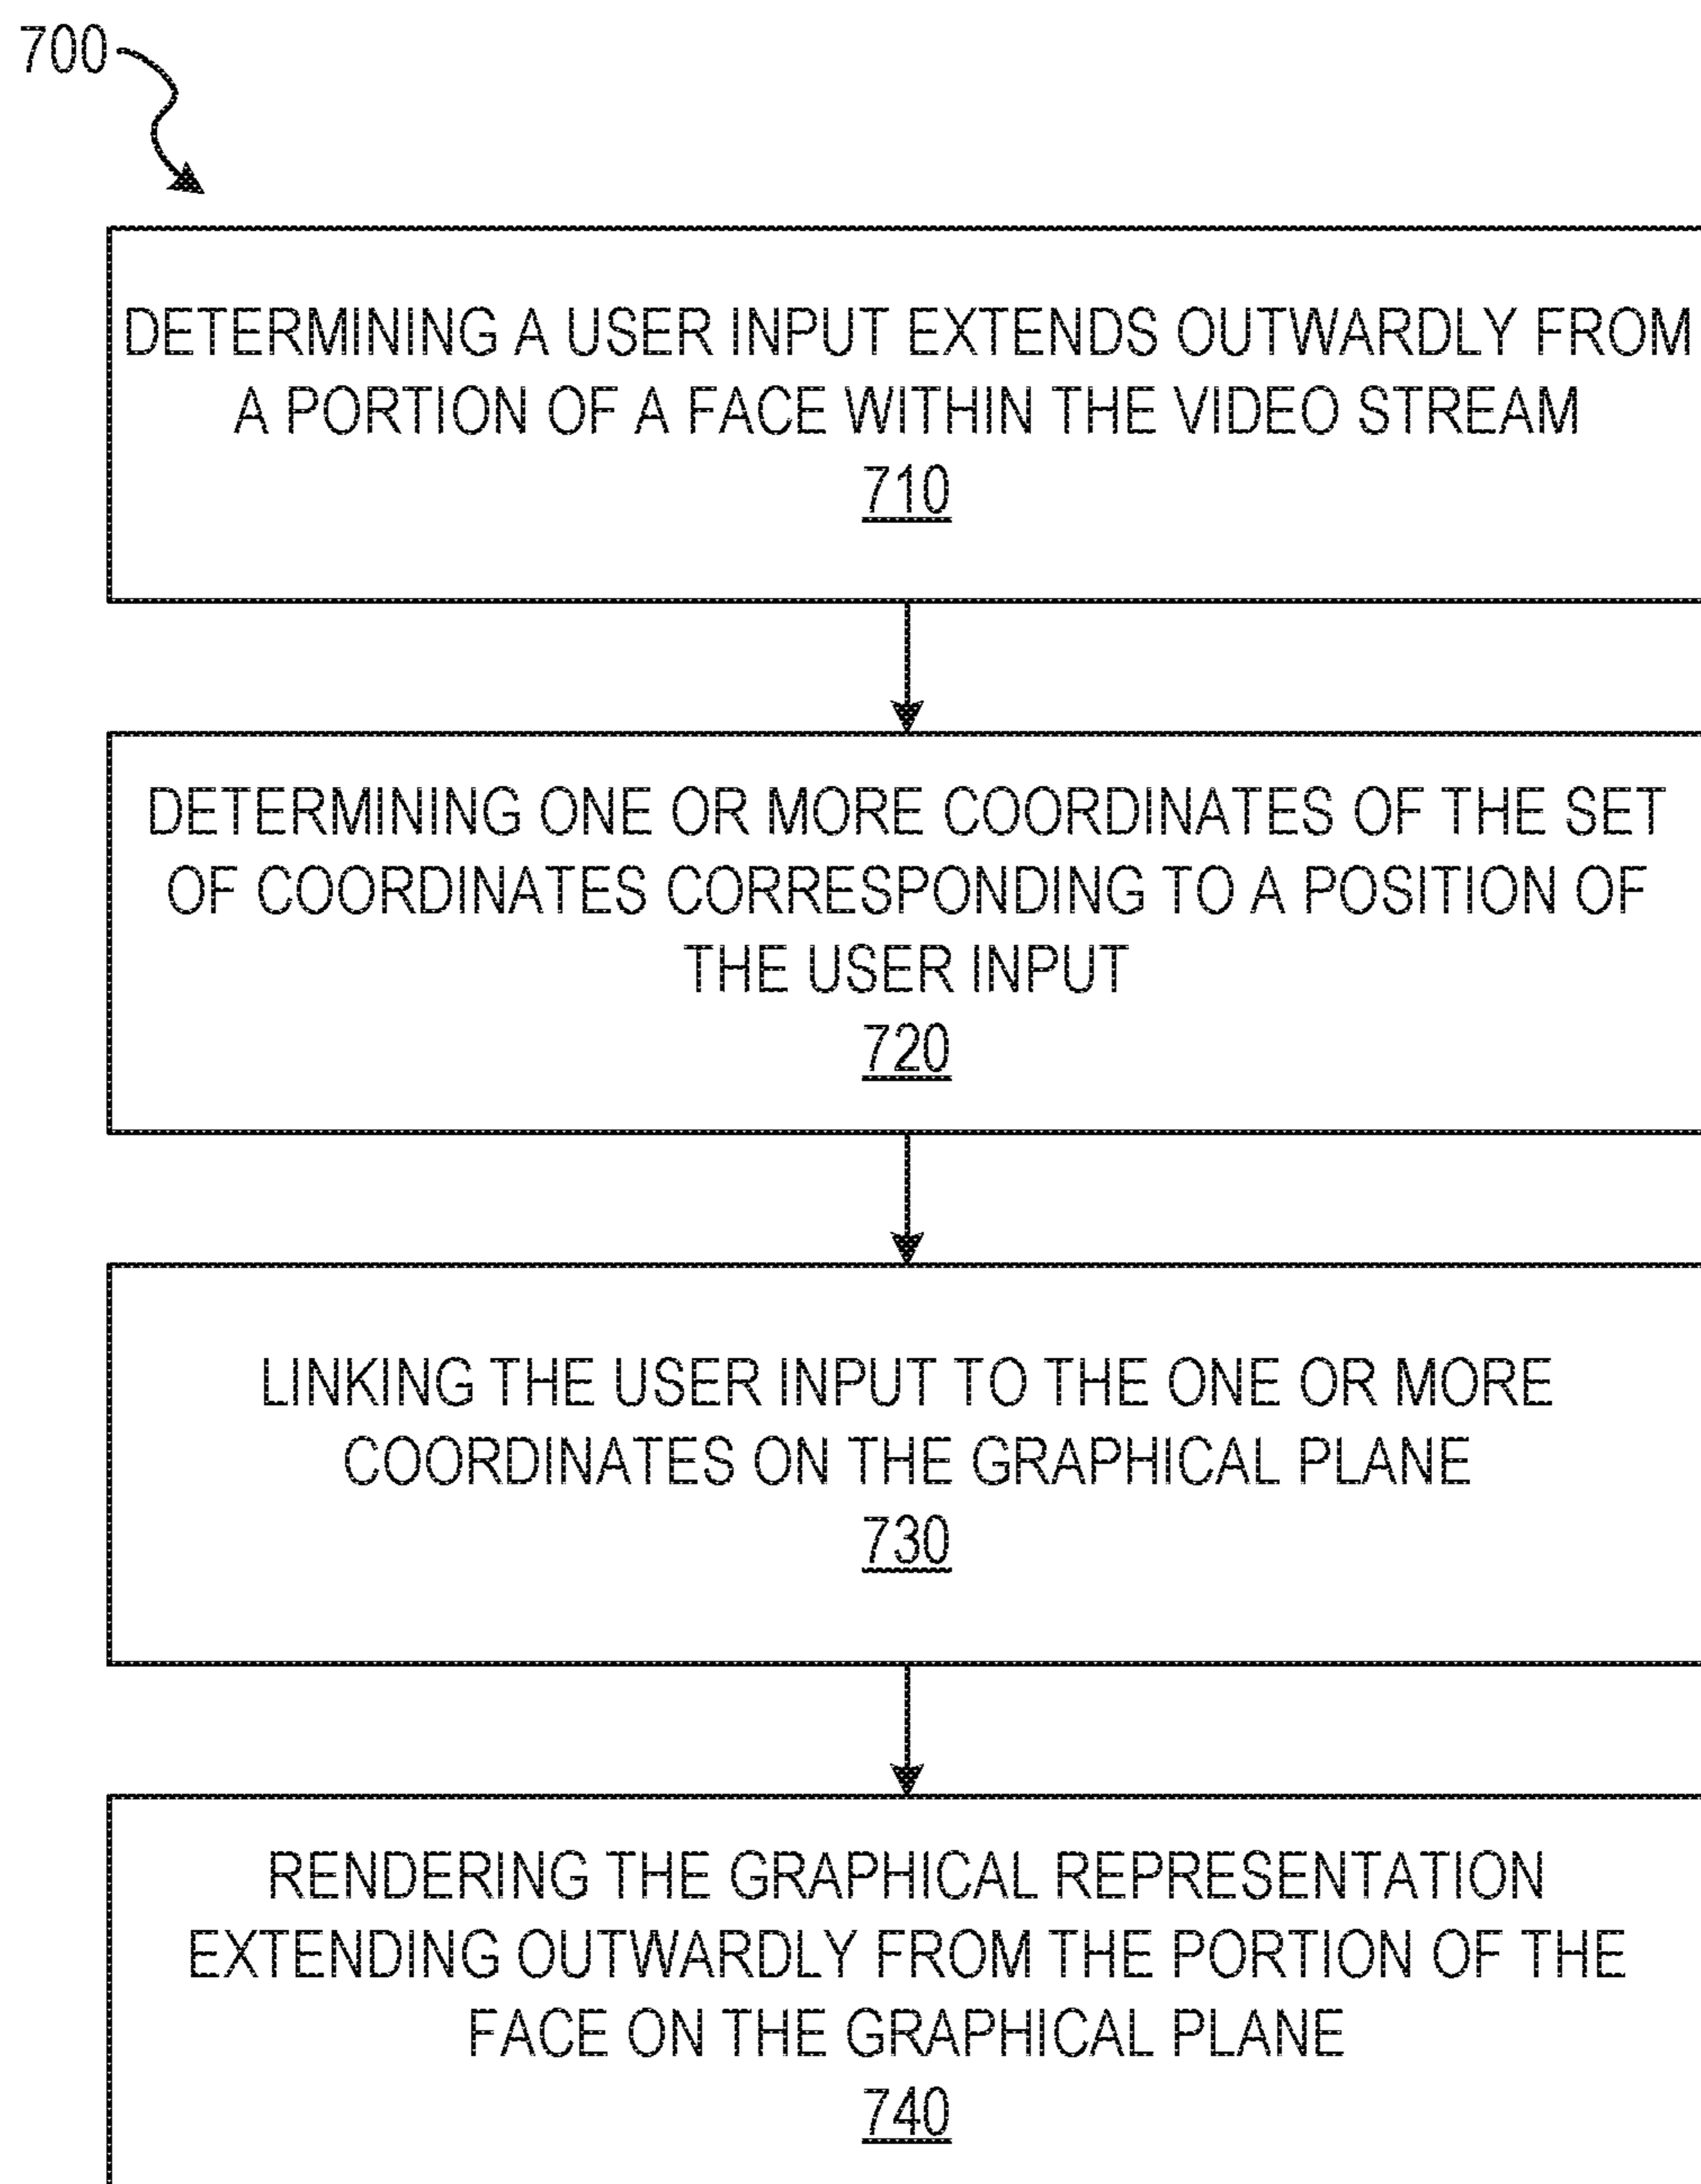 700
DETERMINING A USER INPUT EXTENDS OUTWARDLY FROM
A PORTION OF A FACE WITHIN THE VIDEO STREAM
710
DETERMINING ONE OR MORE COORDINATES OF THE SET
OF COORDINATES CORRESPONDING TO A POSITION OF
THE USER INPUT
720
LINKING THE USER INPUT TO THE ONE OR MORE
COORDINATES ON THE GRAPHICAL PLANE
730
RENDERING THE GRAPHICAL REPRESENTATION
EXTENDING OUTWARDLY FROM THE PORTION OF THE
FACE ON THE GRAPHICAL PLANE
740